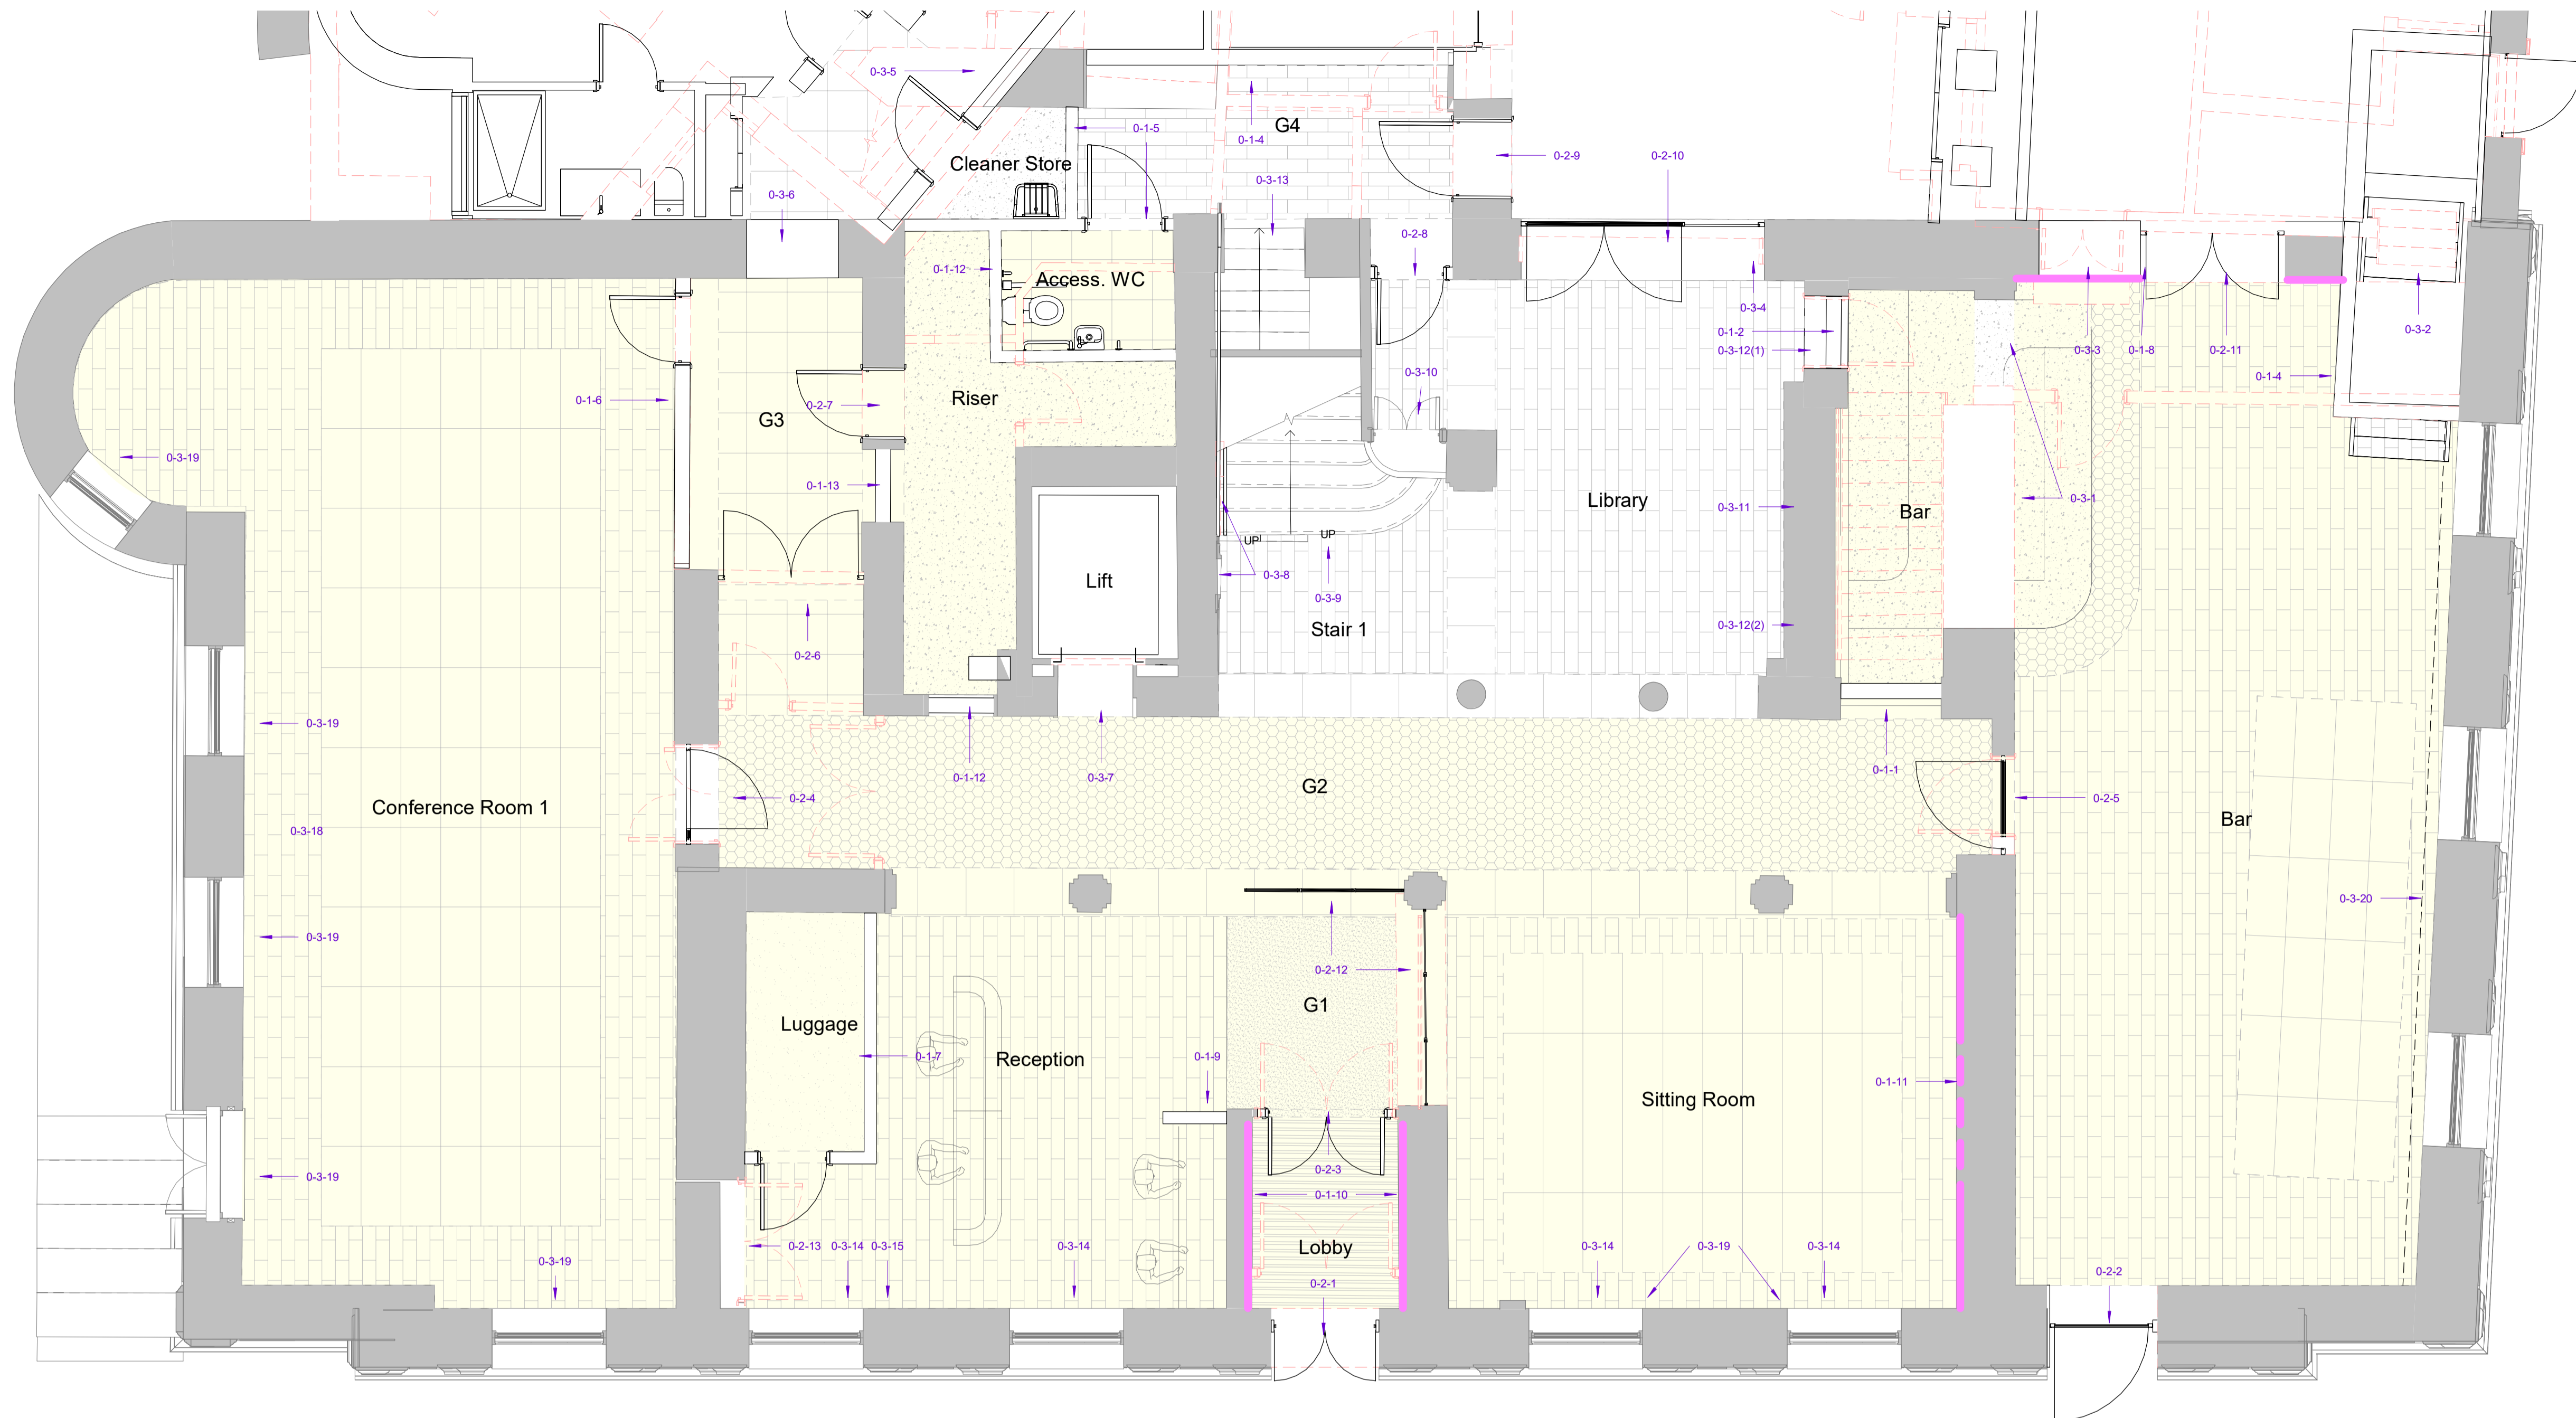 0-3-5
0-1-5
0-1-4
G4
0-2-9
0-2-10
Cleaner Store
0-3-6
0-3-13
0-2-8
0-1-12
Access. WC
0-3-4
0-1-2
0-3-12(1)
0-3-3
0-1-8
0-2-11
0-3-2
0-1-4
0-3-10
0-1-6
Riser
0-2-7
G3
0-3-19
0-1-13
Library
0-3-11
Bar
0-3-1
UP
UP
0-3-8
Lift
0-3-9
Stair 1
0-3-12(2)
0-2-6
0-3-19
0-1-12
0-3-7
0-1-1
G2
0-2-4
0-2-5
Conference Room 1
Bar
0-3-18
0-3-20
0-3-19
0-2-12
G1
Luggage
0-1-7
Reception
0-1-9
0-1-11
Sitting Room
0-3-19
0-2-3
0-1-10
Lobby
0-2-13
0-3-14
0-3-15
0-3-14
0-3-14
0-3-19
0-3-14
0-3-19
0-2-1
0-2-2